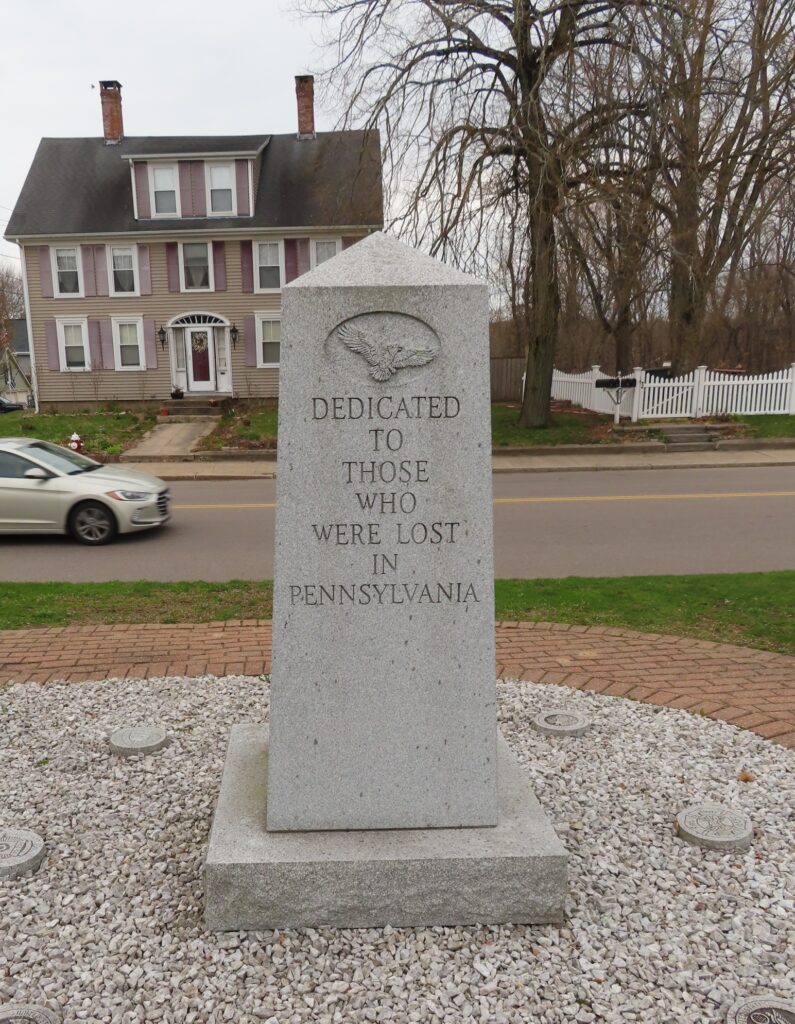 DEDICATED
TO
THOSE
WHO
WERE LOST
IN
PENNSYLVANIA